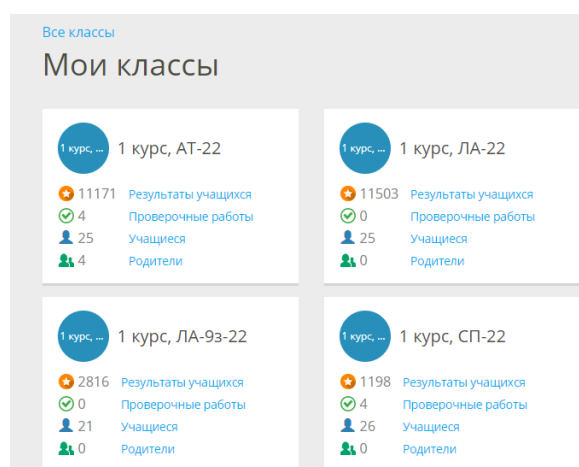 Все классы
Мои классы
1 курс, ...
1 курс, АТ-22
11171 Результаты учащихся
4 Проверочные работы
25 Учащиеся
4 Родители
1 курс, ...
1 курс, ЛА-22
11503 Результаты учащихся
0 Проверочные работы
25 Учащиеся
0 Родители
1 курс, ...
1 курс, ЛА-9з-22
2816 Результаты учащихся
0 Проверочные работы
21 Учащиеся
0 Родители
1 курс, ...
1 курс, СП-22
1198 Результаты учащихся
4 Проверочные работы
26 Учащиеся
0 Родители